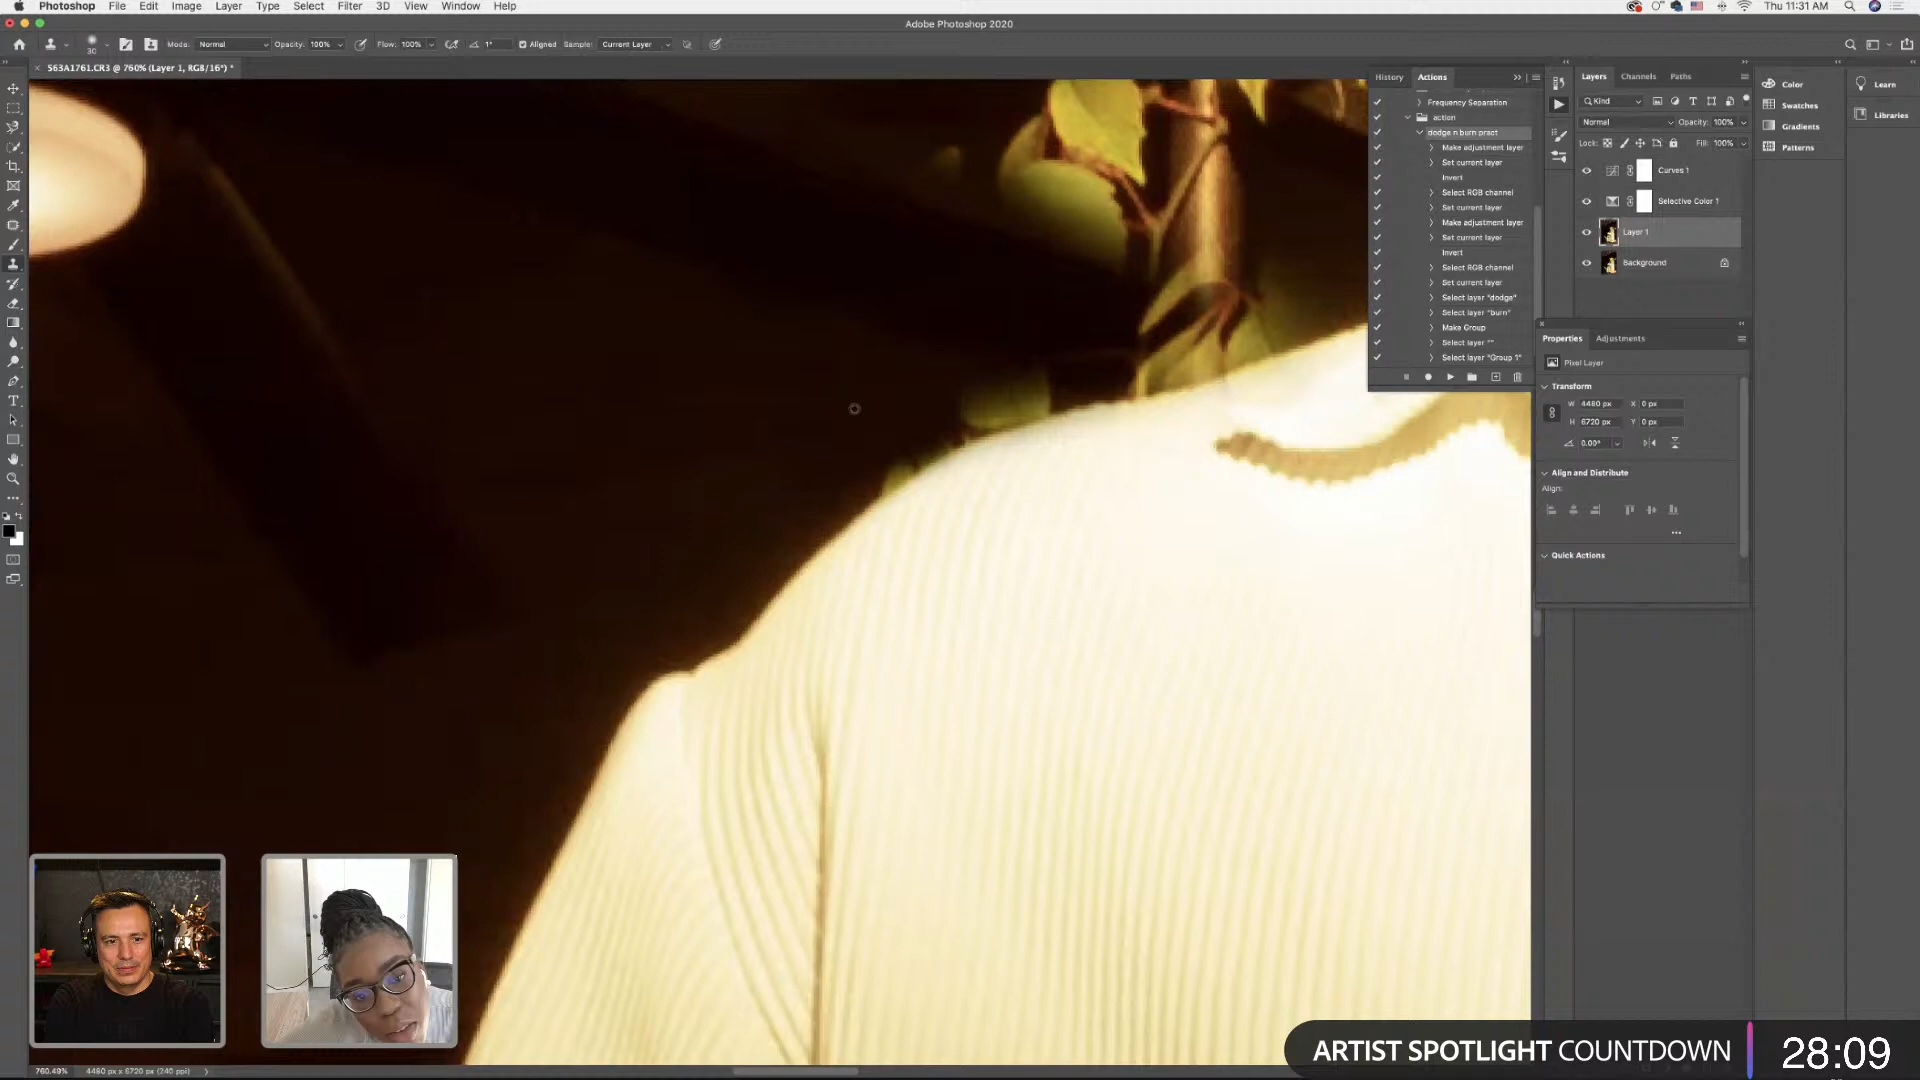 Photoshop File Edit Image Layer Type Select Filter 3D View Window Help Thu 11:31 AM
Adobe Photoshop 2020
30 Mode: Normal Opacity: 100% Flow: 100% 1° Aligned Sample: Current Layer
S63A1761.CR3 @ 760% (Layer 1, RGB/16*) *
History Actions
Frequency Separation
action
dodge n burn pract
Make adjustment layer
Set current layer
Invert
Select RGB channel
Set current layer
Make adjustment layer
Set current layer
Invert
Select RGB channel
Set current layer
Select layer "dodge"
Select layer "burn"
Make Group
Select layer ""
Select layer "Group 1"
Layers Channels Paths
Kind
Normal Opacity: 100%
Lock: Fill: 100%
Curves 1
Selective Color 1
Layer 1
Background
Properties Adjustments
Pixel Layer
Transform
W 4480 px X 0 px
H 6720 px Y 0 px
0.00°
Align and Distribute
Align:
Quick Actions
Color
Swatches
Gradients
Patterns
Learn
Libraries
760.49% 4480 px x 6720 px (240 ppi)
ARTIST SPOTLIGHT COUNTDOWN 28:09